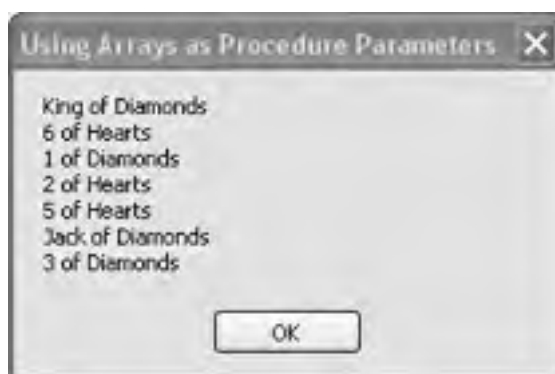 Using Arrays as Procedure Parameters
King of Diamonds
6 of Hearts
1 of Diamonds
2 of Hearts
5 of Hearts
Jack of Diamonds
3 of Diamonds
OK